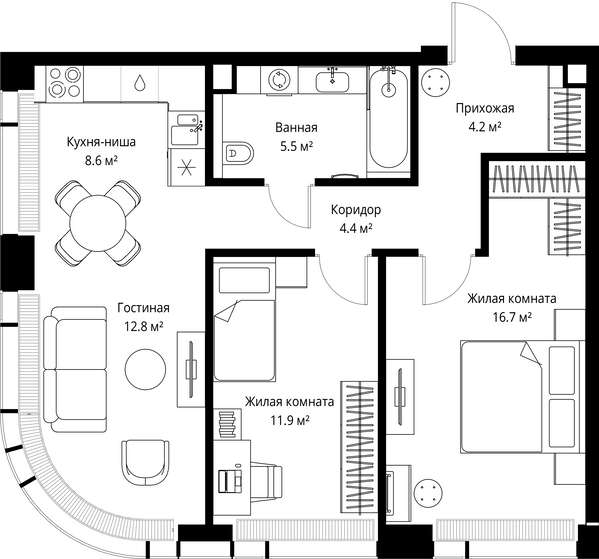 Кухня-ниша
8.6 м²
Ванная
5.5 м²
Прихожая
4.2 м²
Коридор
4.4 м²
Гостиная
12.8 м²
Жилая комната
16.7 м²
Жилая комната
11.9 м²